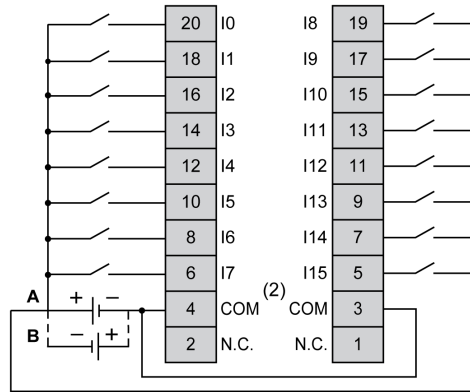 20 I0 I8 19
18 I1 I9 17
16 I2 I10 15
14 I3 I11 13
12 I4 I12 11
10 I5 I13 9
8 I6 I14 7
6 I7 I15 5
(2)
A + − 4 COM COM 3
B − + 2 N.C. N.C. 1